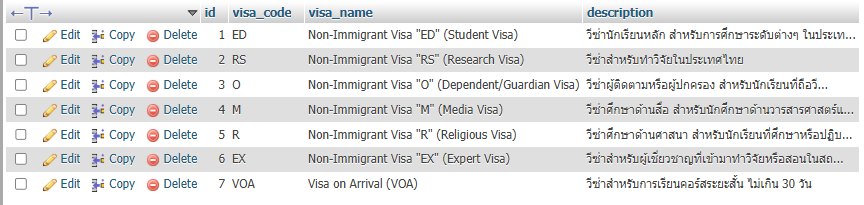 id visa_code visa_name description
Edit Copy Delete 1 ED Non-Immigrant Visa "ED" (Student Visa) วีซ่านักเรียนหลัก สำหรับการศึกษาระดับต่างๆ ในประเท...
Edit Copy Delete 2 RS Non-Immigrant Visa "RS" (Research Visa) วีซ่าสำหรับทำวิจัยในประเทศไทย
Edit Copy Delete 3 O Non-Immigrant Visa "O" (Dependent/Guardian Visa) วีซ่าผู้ติดตามหรือผู้ปกครอง สำหรับนักเรียนที่ถือวี...
Edit Copy Delete 4 M Non-Immigrant Visa "M" (Media Visa) วีซ่าศึกษาด้านสื่อ สำหรับนักศึกษาด้านวารสารศาสตร์แ...
Edit Copy Delete 5 R Non-Immigrant Visa "R" (Religious Visa) วีซ่าศึกษาด้านศาสนา สำหรับนักเรียนที่ศึกษาหรือปฏิบ...
Edit Copy Delete 6 EX Non-Immigrant Visa "EX" (Expert Visa) วีซ่าสำหรับผู้เชี่ยวชาญที่เข้ามาทำวิจัยหรือสอนในสถ...
Edit Copy Delete 7 VOA Visa on Arrival (VOA) วีซ่าสำหรับการเรียนคอร์สระยะสั้น ไม่เกิน 30 วัน